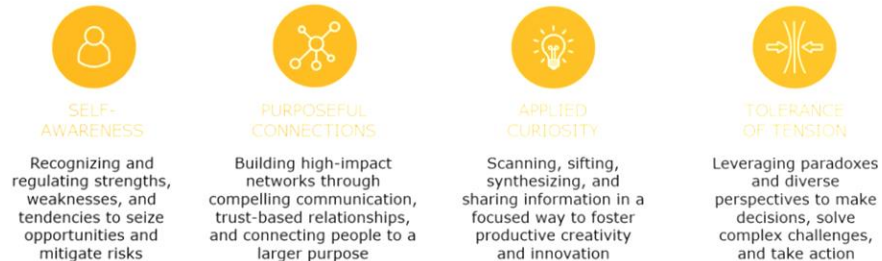 SELF-
AWARENESS
Recognizing and
regulating strengths,
weaknesses, and
tendencies to seize
opportunities and
mitigate risks
PURPOSEFUL
CONNECTIONS
Building high-impact
networks through
compelling communication,
trust-based relationships,
and connecting people to a
larger purpose
APPLIED
CURIOSITY
Scanning, sifting,
synthesizing, and
sharing information in a
focused way to foster
productive creativity
and innovation
TOLERANCE
OF TENSION
Leveraging paradoxes
and diverse
perspectives to make
decisions, solve
complex challenges,
and take action